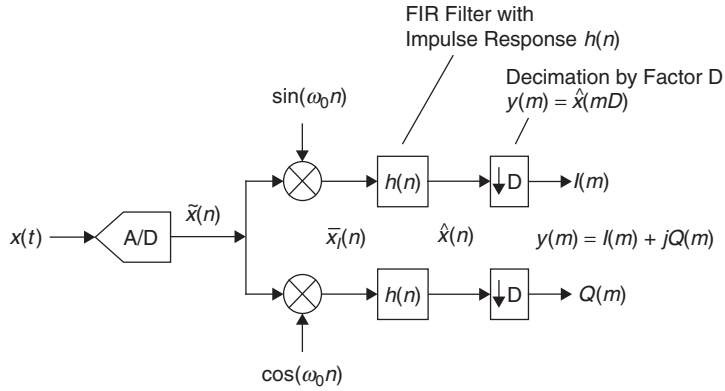 FIR Filter with
Impulse Response h(n)
Decimation by Factor D
y(m) = x̂(mD)
sin(ω₀n)
h(n)
↓ D
I(m)
x̃(n)
x(t)
A/D
x̄ₗ(n)
x̂(n)
y(m) = I(m) + jQ(m)
h(n)
↓ D
Q(m)
cos(ω₀n)